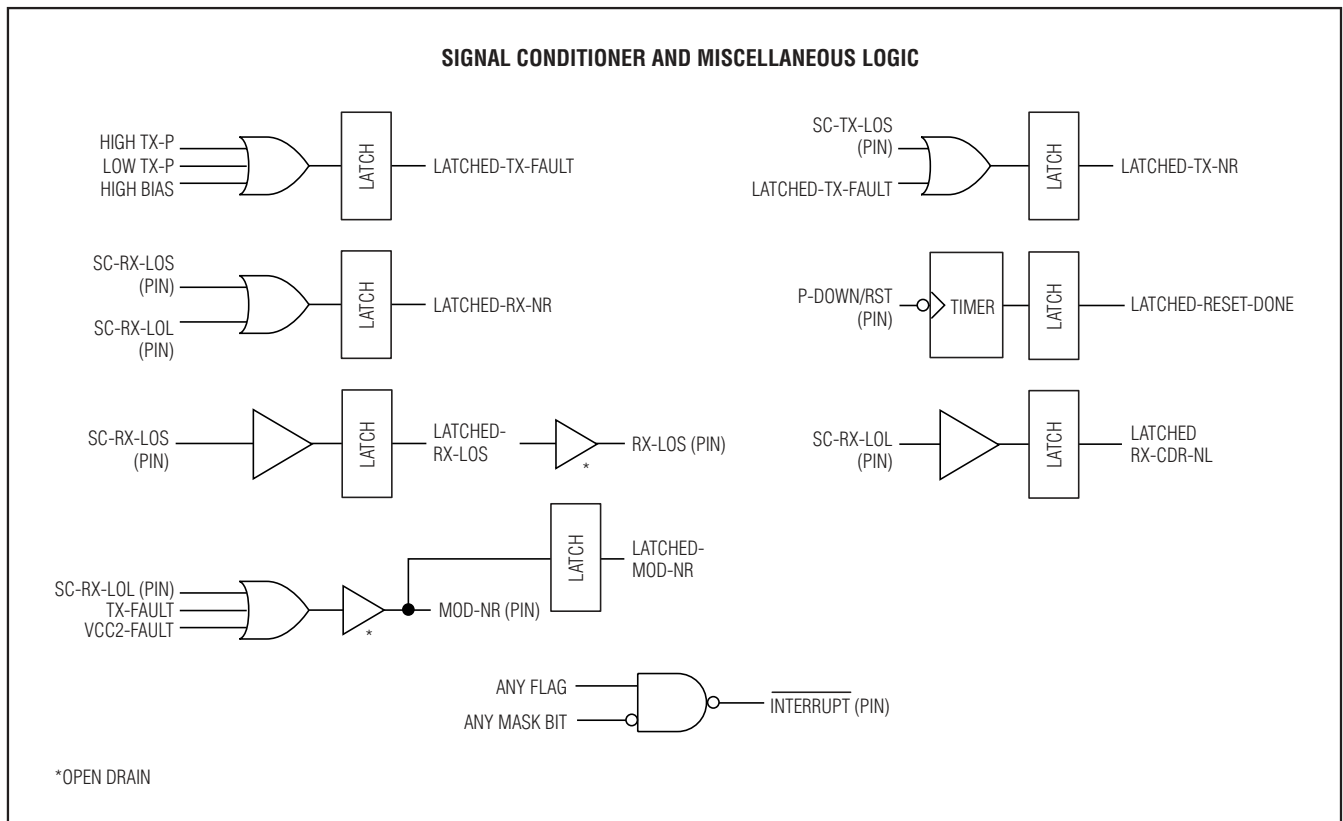 SIGNAL CONDITIONER AND MISCELLANEOUS LOGIC
HIGH TX-P
LOW TX-P
HIGH BIAS
LATCH
LATCHED-TX-FAULT
SC-TX-LOS
(PIN)
LATCHED-TX-FAULT
LATCH
LATCHED-TX-NR
SC-RX-LOS
(PIN)
SC-RX-LOL
(PIN)
LATCH
LATCHED-RX-NR
P-DOWN/RST
(PIN)
TIMER
LATCH
LATCHED-RESET-DONE
SC-RX-LOS
(PIN)
LATCH
LATCHED-
RX-LOS
*
RX-LOS (PIN)
SC-RX-LOL
(PIN)
LATCH
LATCHED
RX-CDR-NL
SC-RX-LOL (PIN)
TX-FAULT
VCC2-FAULT
*
MOD-NR (PIN)
LATCH
LATCHED-
MOD-NR
ANY FLAG
ANY MASK BIT
INTERRUPT (PIN)
*OPEN DRAIN